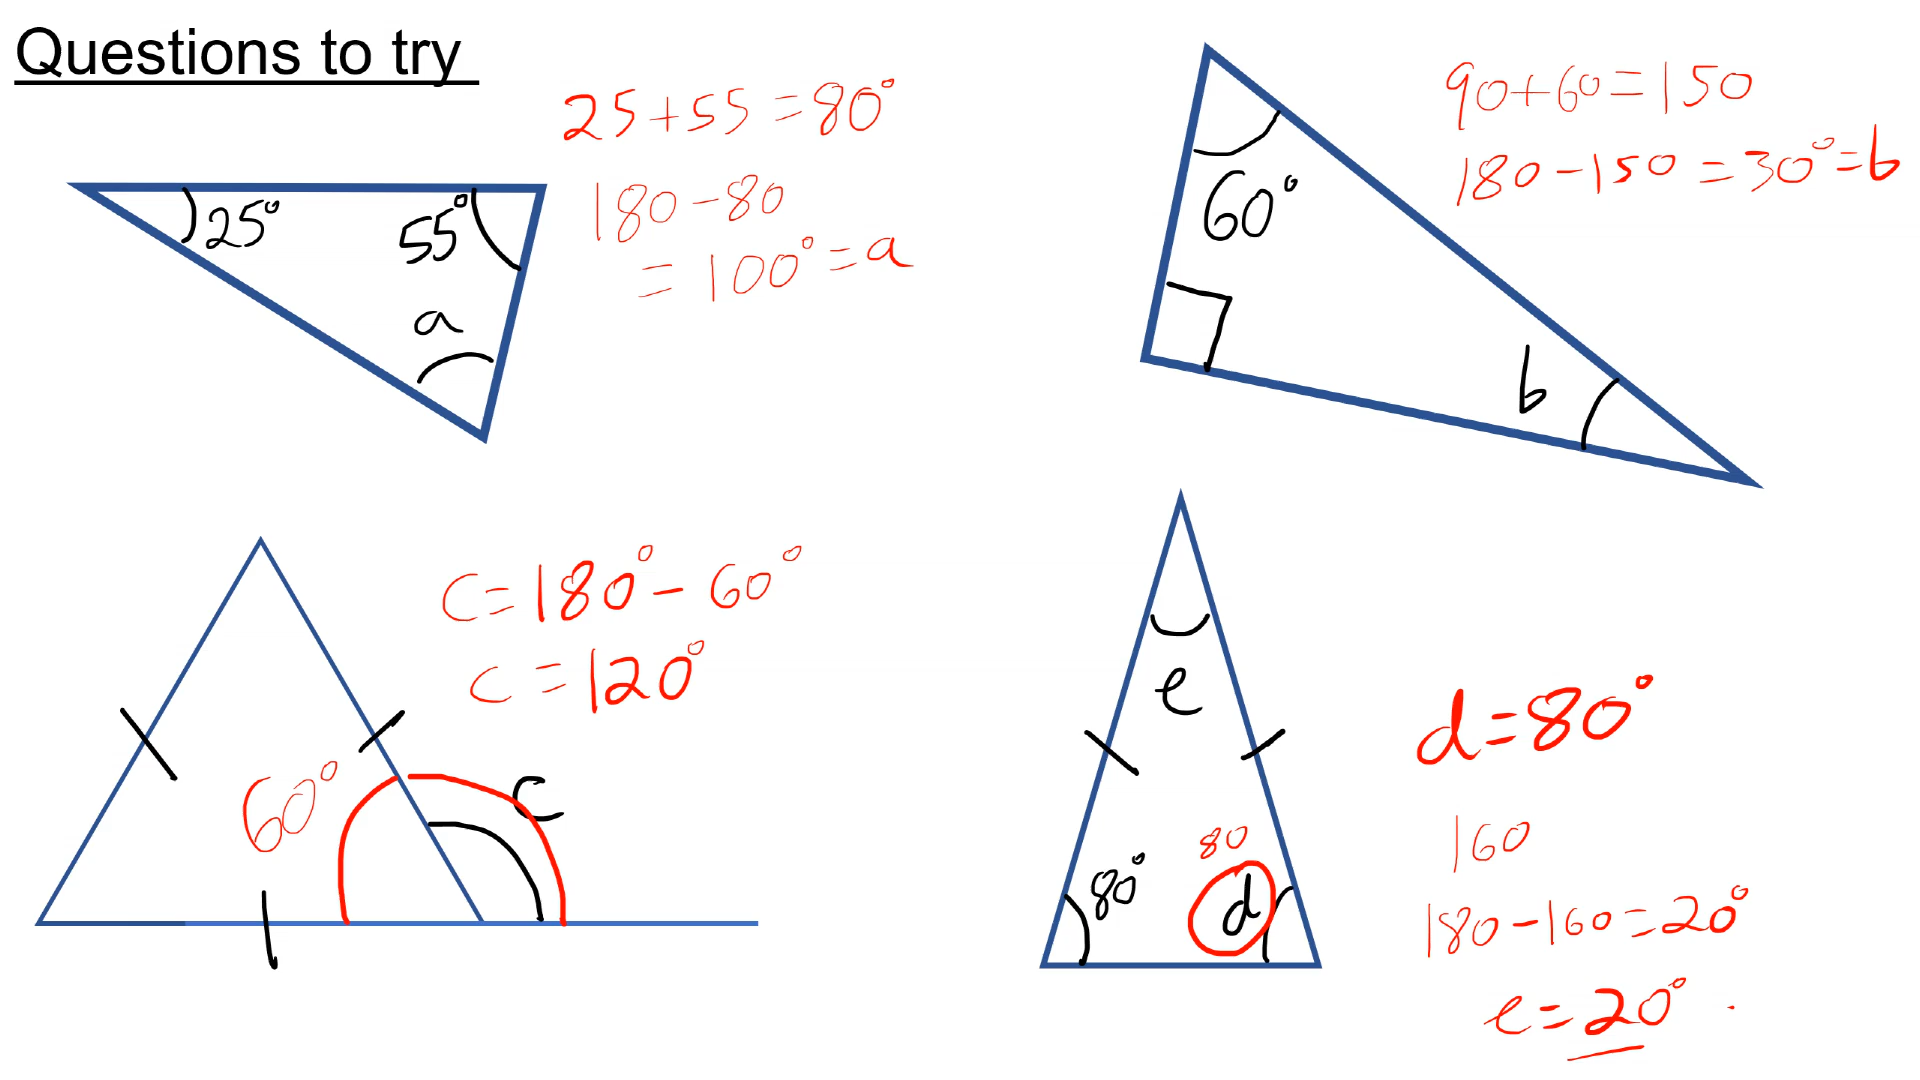 Questions to try
25+55=80°
180-80
=100°=a
25°
55°
a
90+60=150
180-150=30°=b
60°
b
c=180°-60°
c=120°
60°
c
e
80°
80
d
d=80°
160
180-160=20°
e=20°